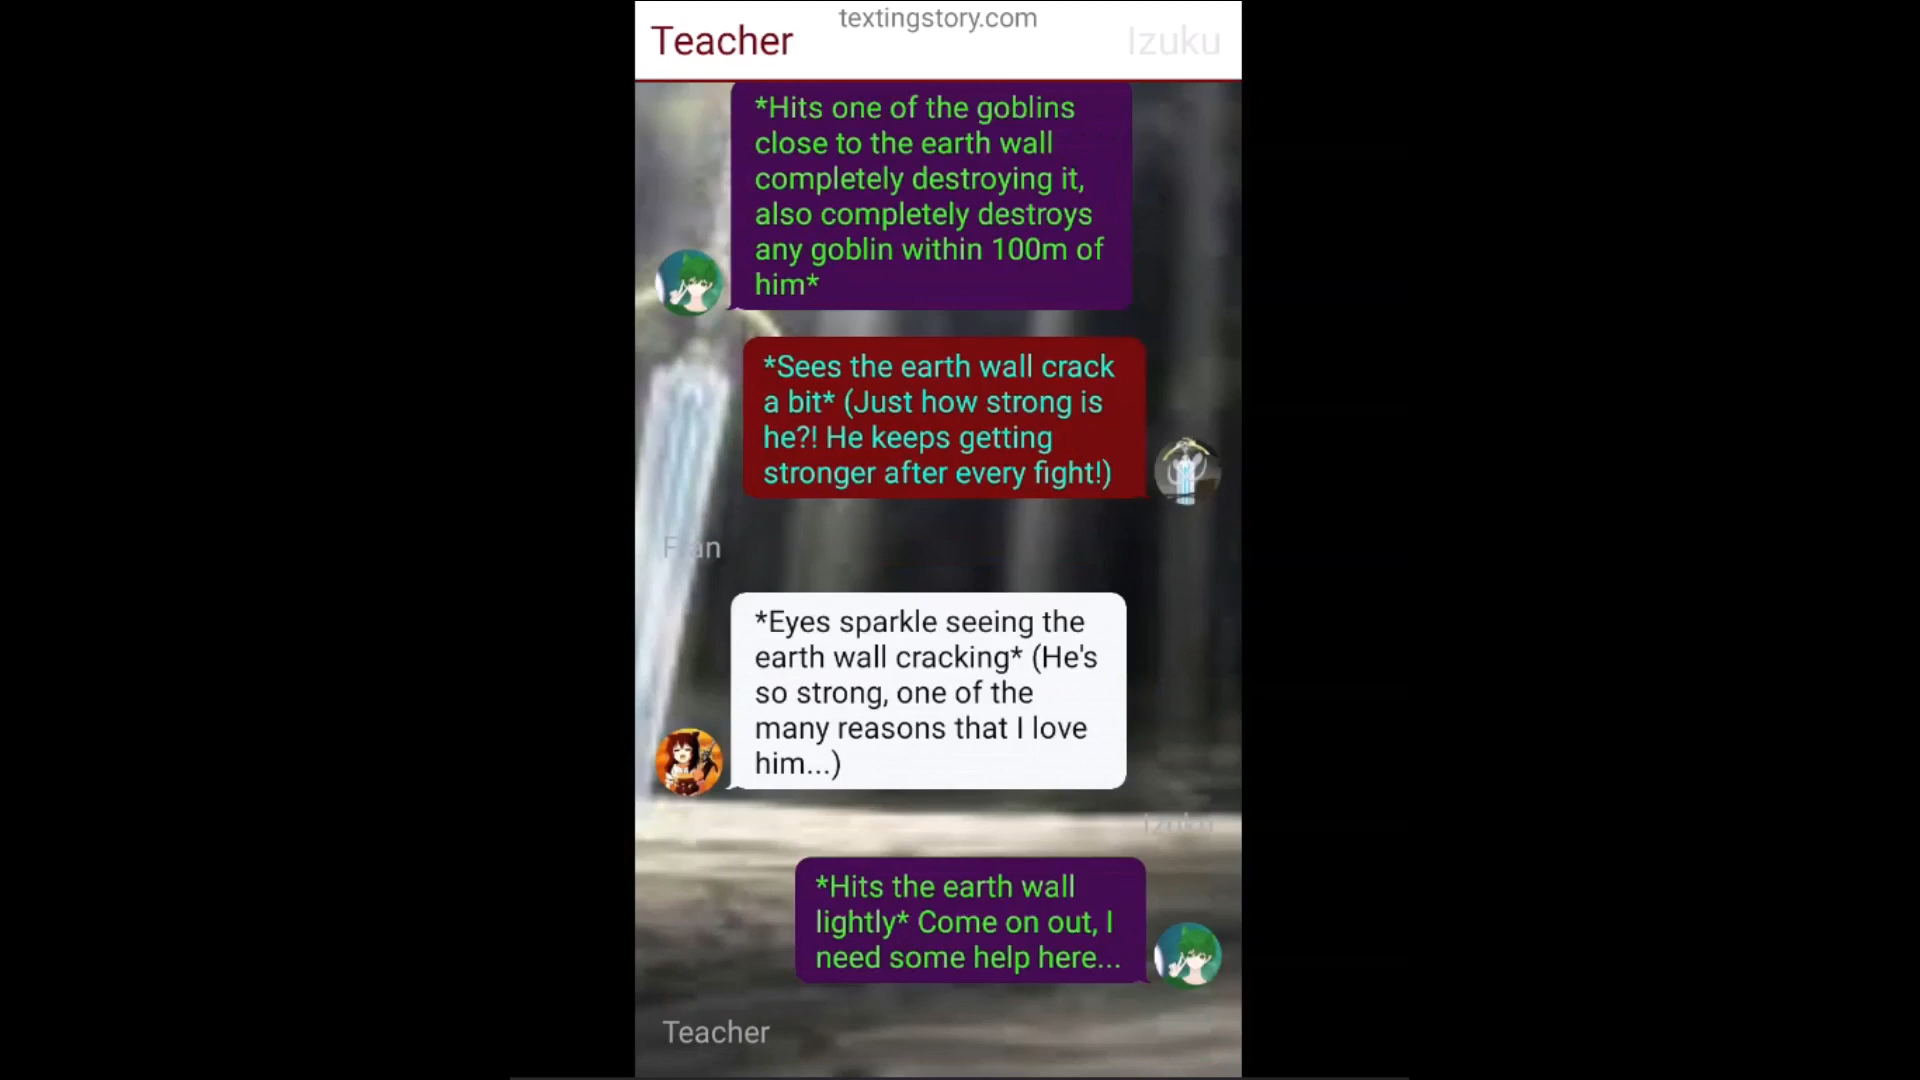 textingstory.com
Teacher
Izuku
*Hits one of the goblins
close to the earth wall
completely destroying it,
also completely destroys
any goblin within 100m of
him*
*Sees the earth wall crack
a bit* (Just how strong is
he?! He keeps getting
stronger after every fight!)
Fran
*Eyes sparkle seeing the
earth wall cracking* (He's
so strong, one of the
many reasons that I love
him...)
Izuku
*Hits the earth wall
lightly* Come on out, I
need some help here...
Teacher